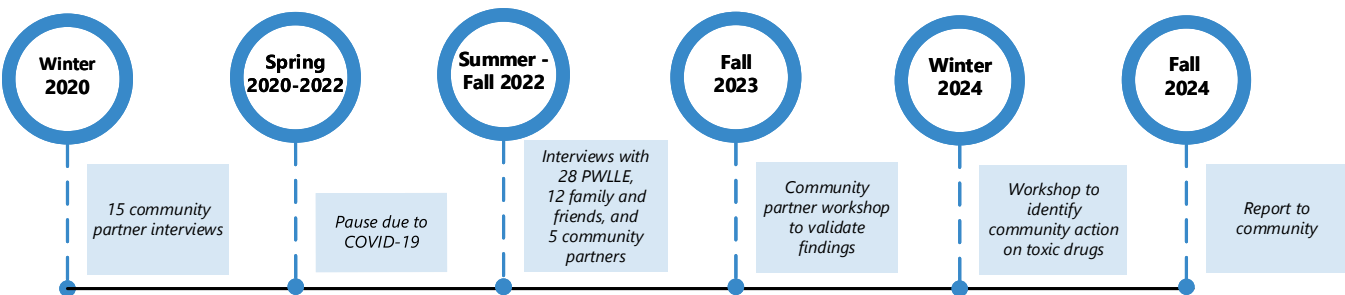 Winter
2020
Spring
2020-2022
Summer -
Fall 2022
Fall
2023
Winter
2024
Fall
2024
15 community
partner interviews
Pause due to
COVID-19
Interviews with
28 PWLLE,
12 family and
friends, and
5 community
partners
Community
partner workshop
to validate
findings
Workshop to
identify
community action
on toxic drugs
Report to
community